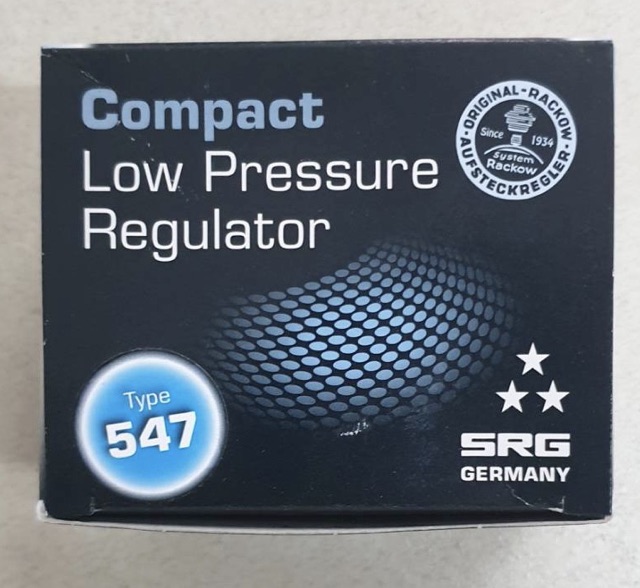 Compact
Low Pressure
Regulator
·ORIGINAL-RACKOW·
AUFSTECKREGLER
Since 1934
System
Rackow
Type
547
SRG
GERMANY